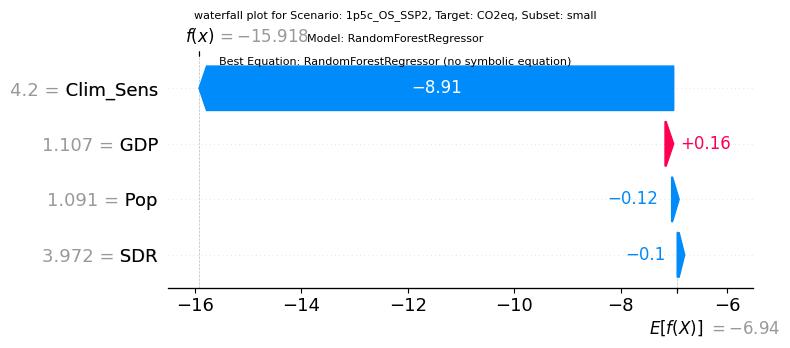 waterfall plot for Scenario: 1p5c_OS_SSP2, Target: CO2eq, Subset: small
f(x) = −15.918
Model: RandomForestRegressor
Best Equation: RandomForestRegressor (no symbolic equation)
4.2 = Clim_Sens
−8.91
1.107 = GDP
+0.16
1.091 = Pop
−0.12
3.972 = SDR
−0.1
−16 −14 −12 −10 −8 −6
E[f(X)] = −6.94